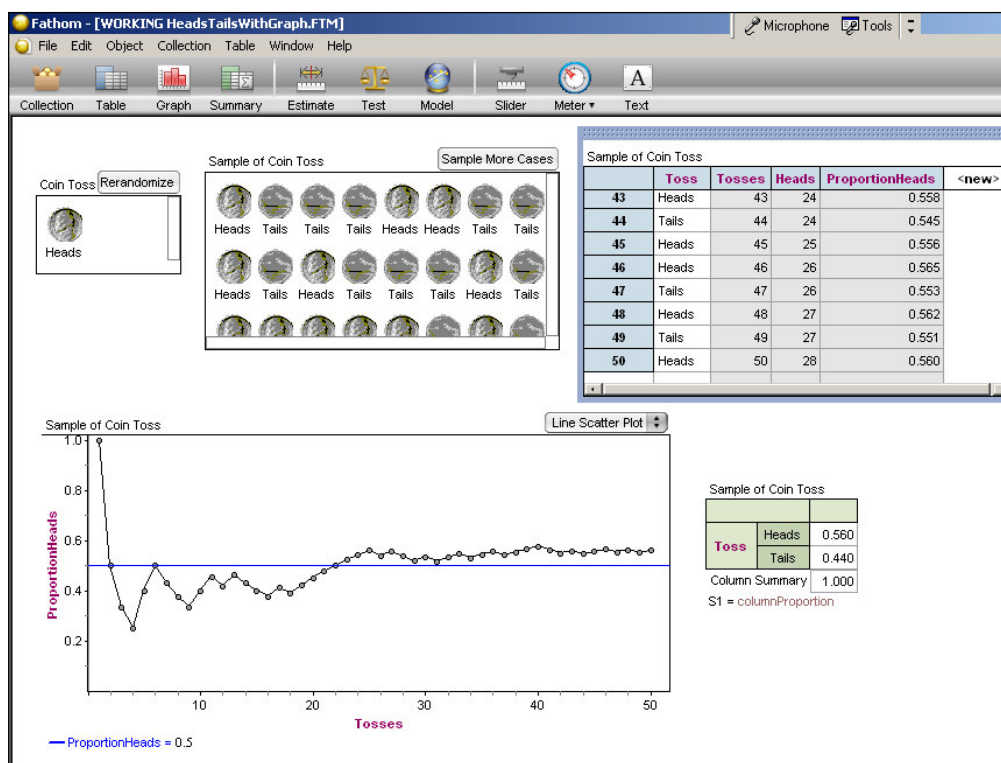 Fathom - [WORKING HeadsTailsWithGraph.FTM]
Microphone Tools
File Edit Object Collection Table Window Help
Collection Table Graph Summary Estimate Test Model Slider Meter Text
Coin Toss Rerandomize
Heads
Sample of Coin Toss Sample More Cases
Heads Tails Tails Tails Heads Heads Tails Tails
Heads Tails Heads Tails Tails Tails Heads Tails
Sample of Coin Toss
Toss Tosses Heads ProportionHeads <new>
43 Heads 43 24 0.558
44 Tails 44 24 0.545
45 Heads 45 25 0.556
46 Heads 46 26 0.565
47 Tails 47 26 0.553
48 Heads 48 27 0.562
49 Tails 49 27 0.551
50 Heads 50 28 0.560
Sample of Coin Toss Line Scatter Plot
1.0
0.8
0.6
0.4
0.2
ProportionHeads
10 20 30 40 50
Tosses
ProportionHeads = 0.5
Sample of Coin Toss
Toss Heads 0.560
Tails 0.440
Column Summary 1.000
S1 = columnProportion